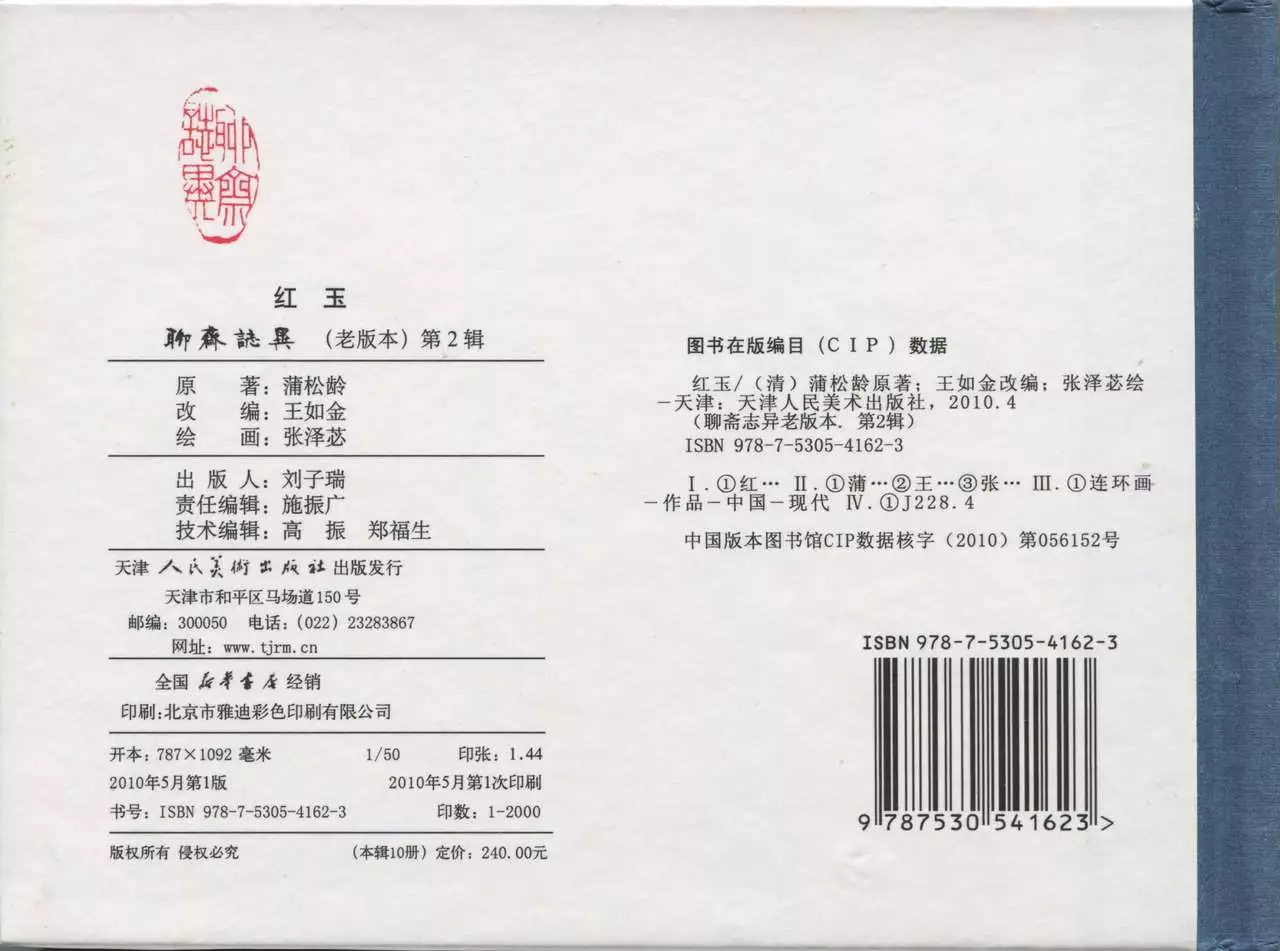 聊齋誌異
红 玉
聊齋誌異 (老版本) 第2辑
原 著: 蒲松龄
改 编: 王如金
绘 画: 张泽苾
出 版 人: 刘子瑞
责任编辑: 施振广
技术编辑: 高 振 郑福生
天津 人民美術出版社 出版发行
天津市和平区马场道150号
邮编: 300050 电话: (022) 23283867
网址: www.tjrm.cn
全国 新华书店 经销
印刷:北京市雅迪彩色印刷有限公司
开本: 787×1092 毫米 1/50 印张: 1.44
2010年5月第1版 2010年5月第1次印刷
书号: ISBN 978-7-5305-4162-3 印数: 1-2000
版权所有 侵权必究 (本辑10册) 定价: 240.00元
图书在版编目(CIP)数据
红玉/(清)蒲松龄原著; 王如金改编; 张泽苾绘
-天津: 天津人民美术出版社, 2010.4
(聊斋志异老版本. 第2辑)
ISBN 978-7-5305-4162-3
Ⅰ.①红… Ⅱ.①蒲…②王…③张… Ⅲ.①连环画
-作品-中国-现代 Ⅳ.①J228.4
中国版本图书馆CIP数据核字(2010)第056152号
ISBN 978-7-5305-4162-3
9 787530 541623 >